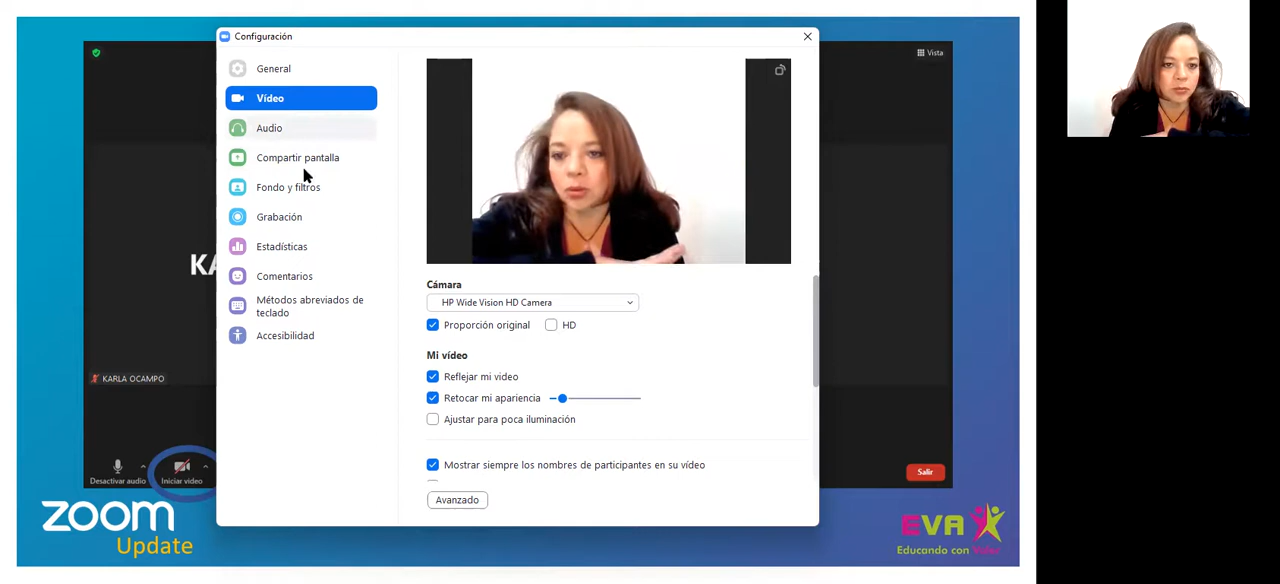 Configuración
General
Vídeo
Audio
Compartir pantalla
Fondo y filtros
Grabación
Estadísticas
Comentarios
Métodos abreviados de
teclado
Accesibilidad
Vista
Cámara
HP Wide Vision HD Camera
Proporción original
HD
Mi vídeo
Reflejar mi video
Retocar mi apariencia
Ajustar para poca iluminación
Mostrar siempre los nombres de participantes en su vídeo
Avanzado
KA
KARLA OCAMPO
Desactivar audio
Iniciar video
Salir
zoom
Update
EVA
Educando con